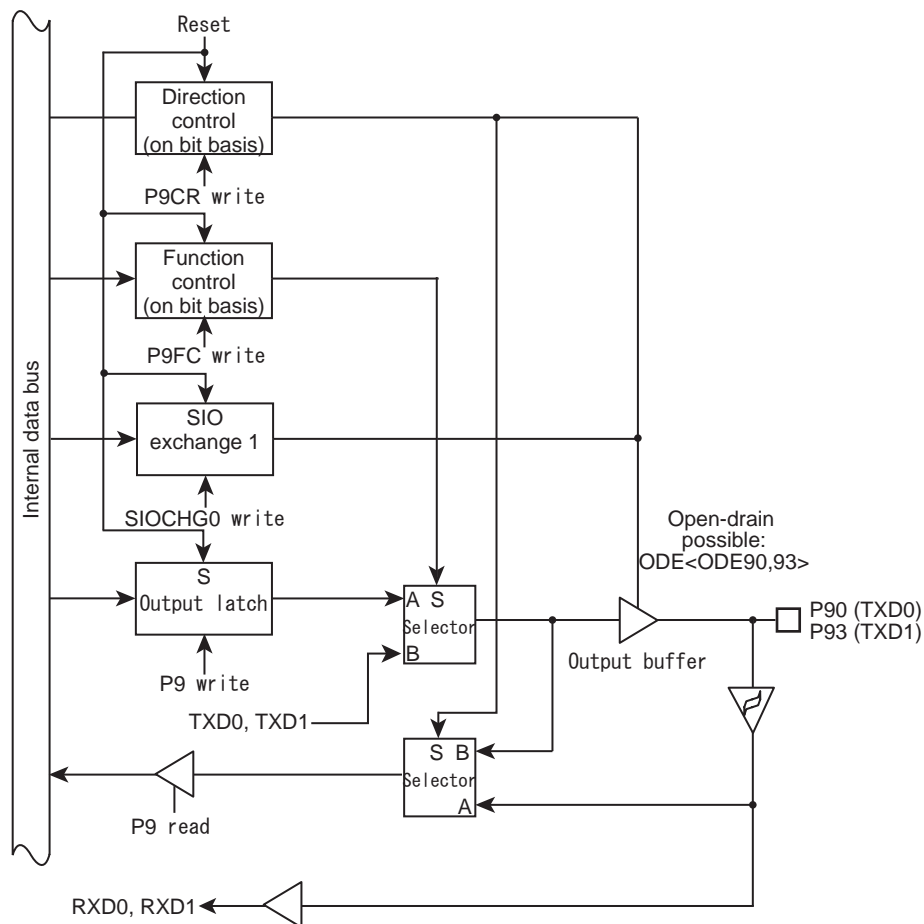 Reset
Direction
control
(on bit basis)
P9CR write
Function
control
(on bit basis)
P9FC write
Internal data bus
SIO
exchange 1
SIOCHG0 write
Open-drain
possible:
ODE<ODE90,93>
S
Output latch
A S
Selector
B
P90 (TXD0)
P93 (TXD1)
Output buffer
P9 write
TXD0, TXD1
S B
Selector
A
P9 read
RXD0, RXD1